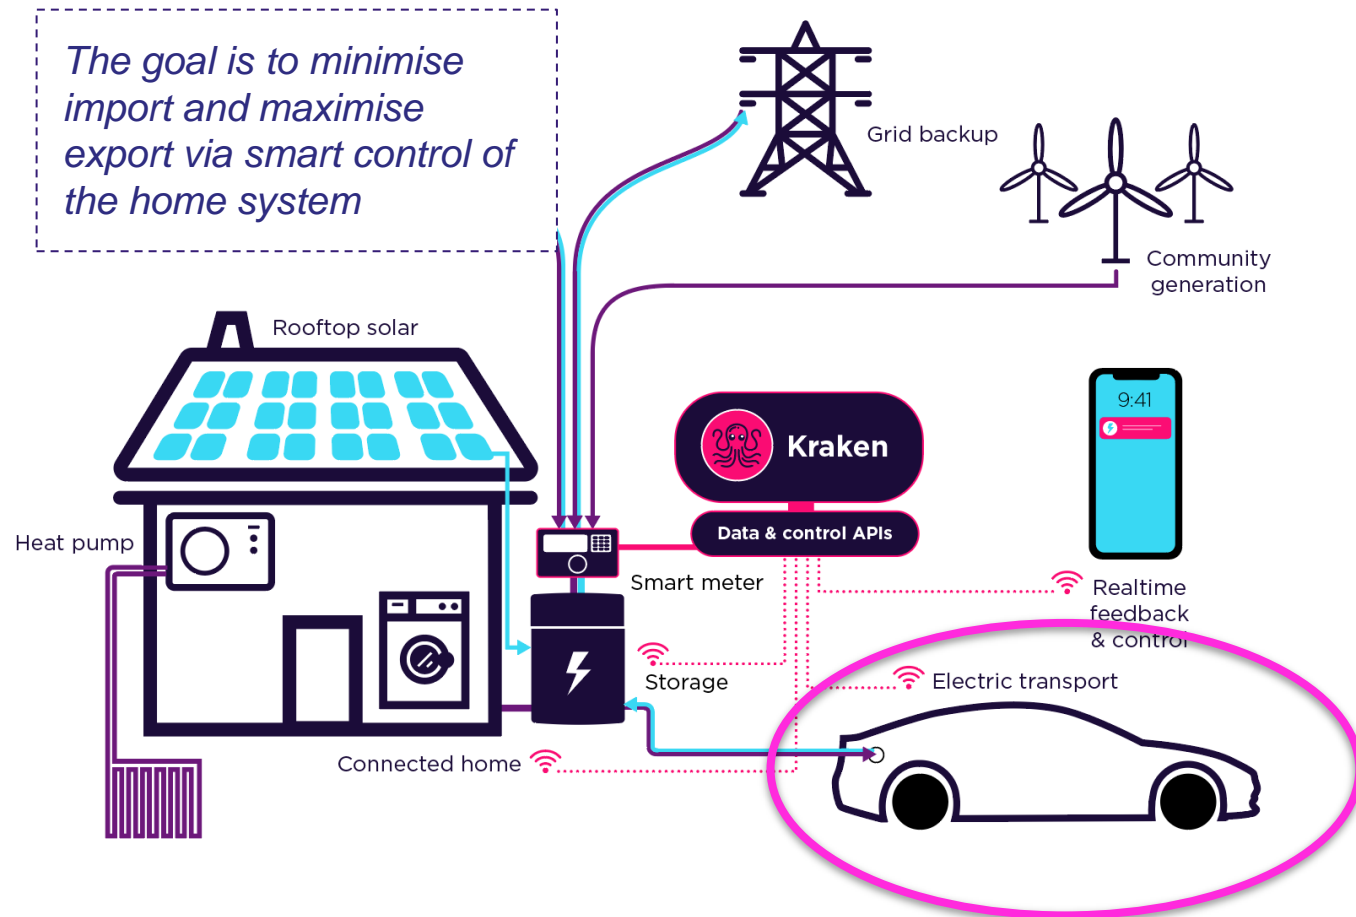 The goal is to minimise
import and maximise
export via smart control of
the home system
Grid backup
Community
generation
Rooftop solar
9:41
Kraken
Data & control APIs
Heat pump
Smart meter
Realtime
feedback
& control
Storage
Electric transport
Connected home